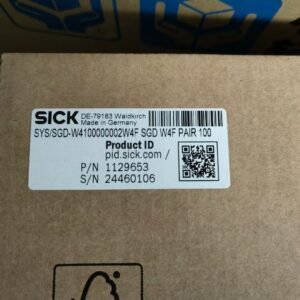 SICK
DE-79183 Waldkirch
Made in Germany
SYS/SGD-W4100000002W4F SGD W4F PAIR 100
Product ID
pid.sick.com /
P/N 1129653
S/N 24460106